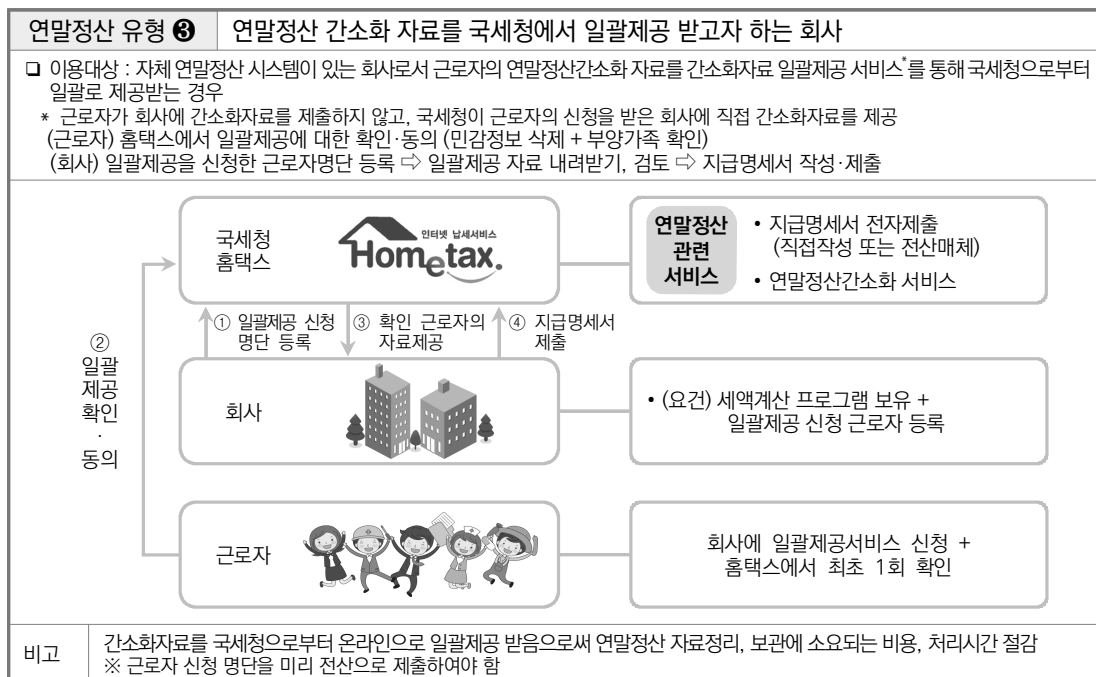 연말정산 유형 ❸ 연말정산 간소화 자료를 국세청에서 일괄제공 받고자 하는 회사
❑ 이용대상 : 자체 연말정산 시스템이 있는 회사로서 근로자의 연말정산간소화 자료를 간소화자료 일괄제공 서비스*를 통해 국세청으로부터
일괄로 제공받는 경우
* 근로자가 회사에 간소화자료를 제출하지 않고, 국세청이 근로자의 신청을 받은 회사에 직접 간소화자료를 제공
(근로자) 홈택스에서 일괄제공에 대한 확인·동의 (민감정보 삭제 + 부양가족 확인)
(회사) 일괄제공을 신청한 근로자명단 등록 ⇨ 일괄제공 자료 내려받기, 검토 ⇨ 지급명세서 작성·제출
국세청
홈택스
인터넷 납세서비스
Hometax.
연말정산
관련
서비스
• 지급명세서 전자제출
(직접작성 또는 전산매체)
• 연말정산간소화 서비스
① 일괄제공 신청
명단 등록
③ 확인 근로자의
자료제공
④ 지급명세서
제출
②
일괄
제공
확인
·
동의
회사
• (요건) 세액계산 프로그램 보유 +
일괄제공 신청 근로자 등록
근로자
회사에 일괄제공서비스 신청 +
홈택스에서 최초 1회 확인
비고
간소화자료를 국세청으로부터 온라인으로 일괄제공 받음으로써 연말정산 자료정리, 보관에 소요되는 비용, 처리시간 절감
※ 근로자 신청 명단을 미리 전산으로 제출하여야 함